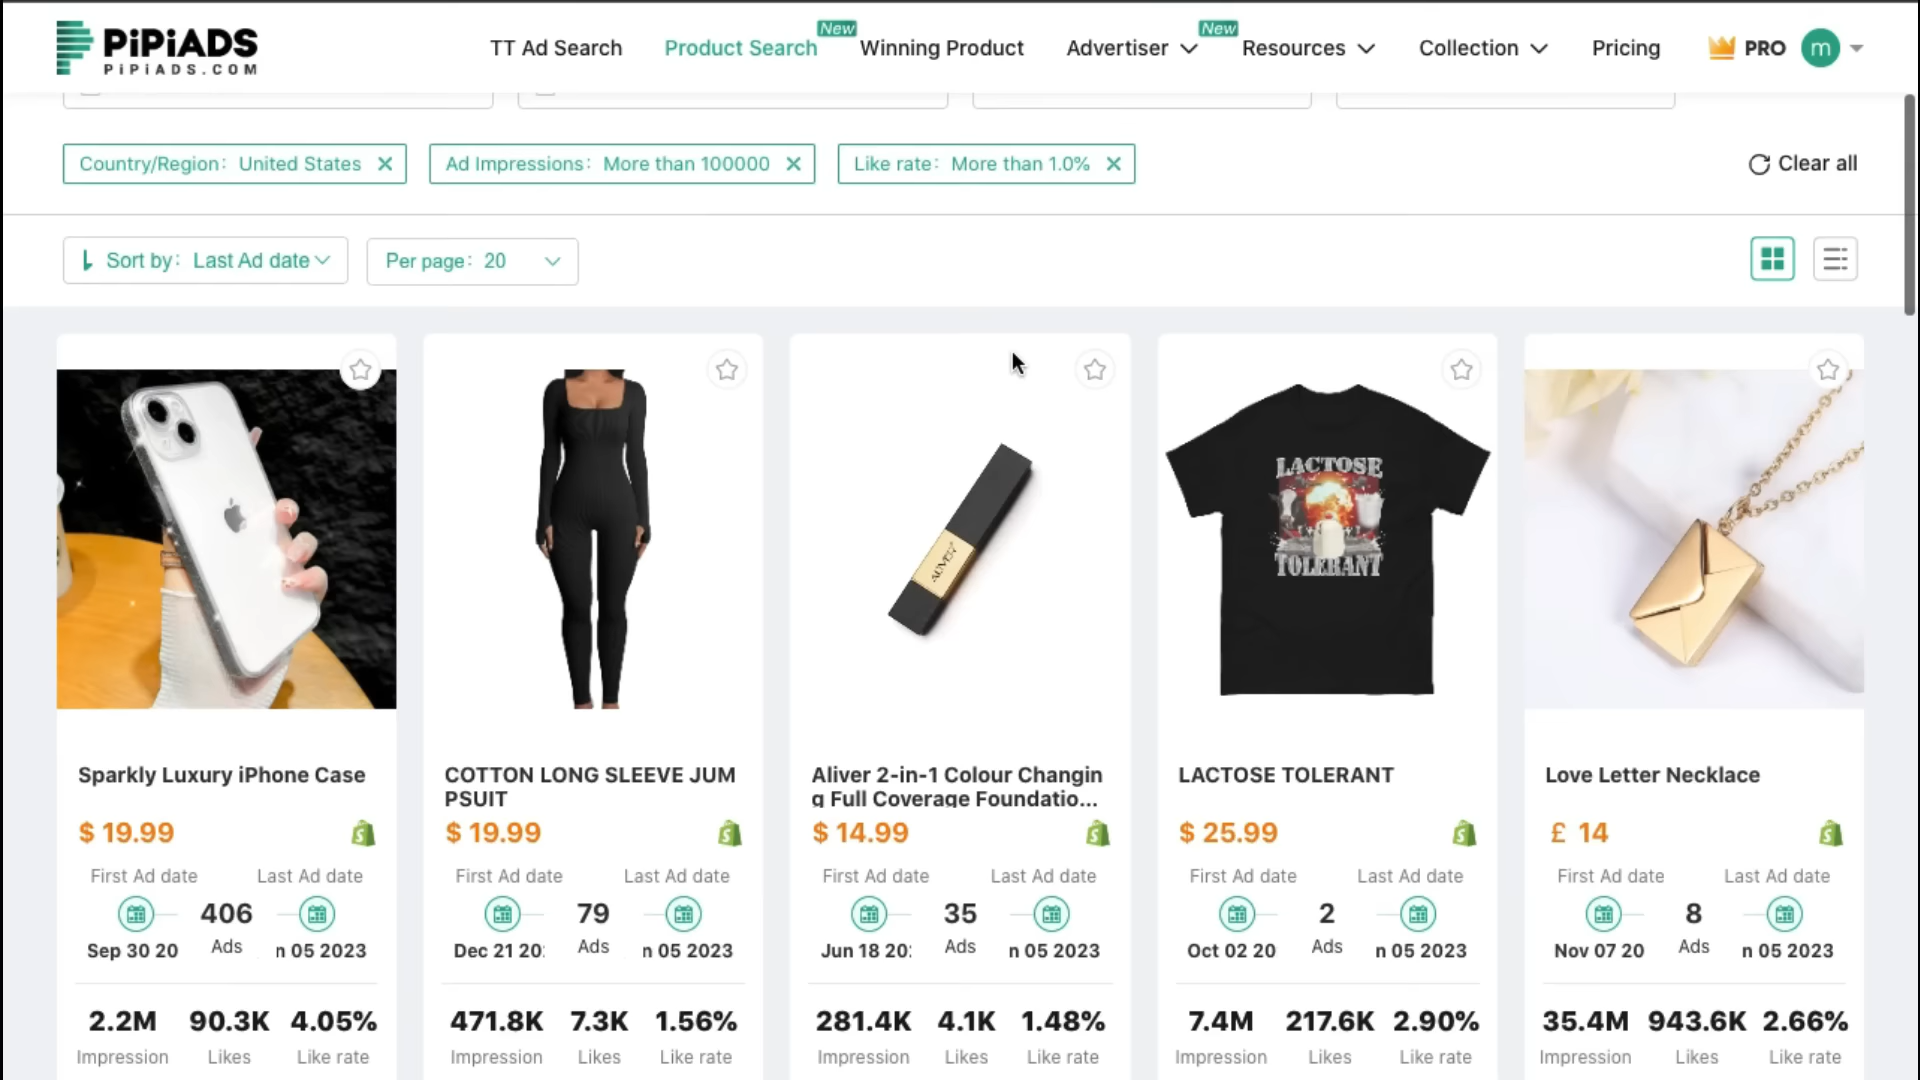 PiPiADS
PiPiADS.COM
TT Ad Search
Product Search
New
Winning Product
Advertiser
New
Resources
Collection
Pricing
PRO
m
Country/Region: United States
Ad Impressions: More than 100000
Like rate: More than 1.0%
Clear all
Sort by: Last Ad date
Per page: 20
LACTOSE
TOLERANT
ALIVER
Sparkly Luxury iPhone Case
$ 19.99
First Ad date
Last Ad date
406
Ads
Sep 30 20
n 05 2023
2.2M
90.3K
4.05%
Impression
Likes
Like rate
COTTON LONG SLEEVE JUM
PSUIT
$ 19.99
First Ad date
Last Ad date
79
Ads
Dec 21 20
n 05 2023
471.8K
7.3K
1.56%
Impression
Likes
Like rate
Aliver 2-in-1 Colour Changin
g Full Coverage Foundatio...
$ 14.99
First Ad date
Last Ad date
35
Ads
Jun 18 20
n 05 2023
281.4K
4.1K
1.48%
Impression
Likes
Like rate
LACTOSE TOLERANT
$ 25.99
First Ad date
Last Ad date
2
Ads
Oct 02 20
n 05 2023
7.4M
217.6K
2.90%
Impression
Likes
Like rate
Love Letter Necklace
£ 14
First Ad date
Last Ad date
8
Ads
Nov 07 20
n 05 2023
35.4M
943.6K
2.66%
Impression
Likes
Like rate